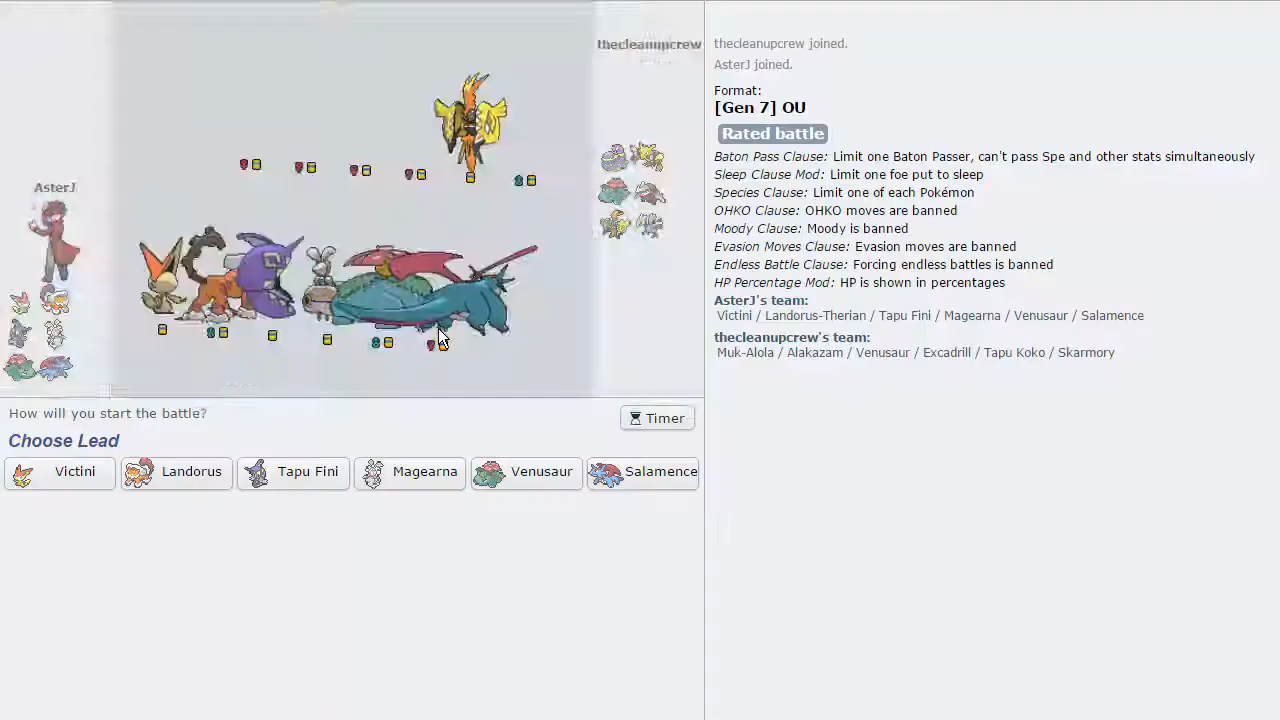 thecleanupcrew
AsterJ
How will you start the battle?
Timer
Choose Lead
Victini
Landorus
Tapu Fini
Magearna
Venusaur
Salamence
thecleanupcrew joined.
AsterJ joined.
Format:
[Gen 7] OU
Rated battle
Baton Pass Clause: Limit one Baton Passer, can't pass Spe and other stats simultaneously
Sleep Clause Mod: Limit one foe put to sleep
Species Clause: Limit one of each Pokémon
OHKO Clause: OHKO moves are banned
Moody Clause: Moody is banned
Evasion Moves Clause: Evasion moves are banned
Endless Battle Clause: Forcing endless battles is banned
HP Percentage Mod: HP is shown in percentages
AsterJ's team:
Victini / Landorus-Therian / Tapu Fini / Magearna / Venusaur / Salamence
thecleanupcrew's team:
Muk-Alola / Alakazam / Venusaur / Excadrill / Tapu Koko / Skarmory